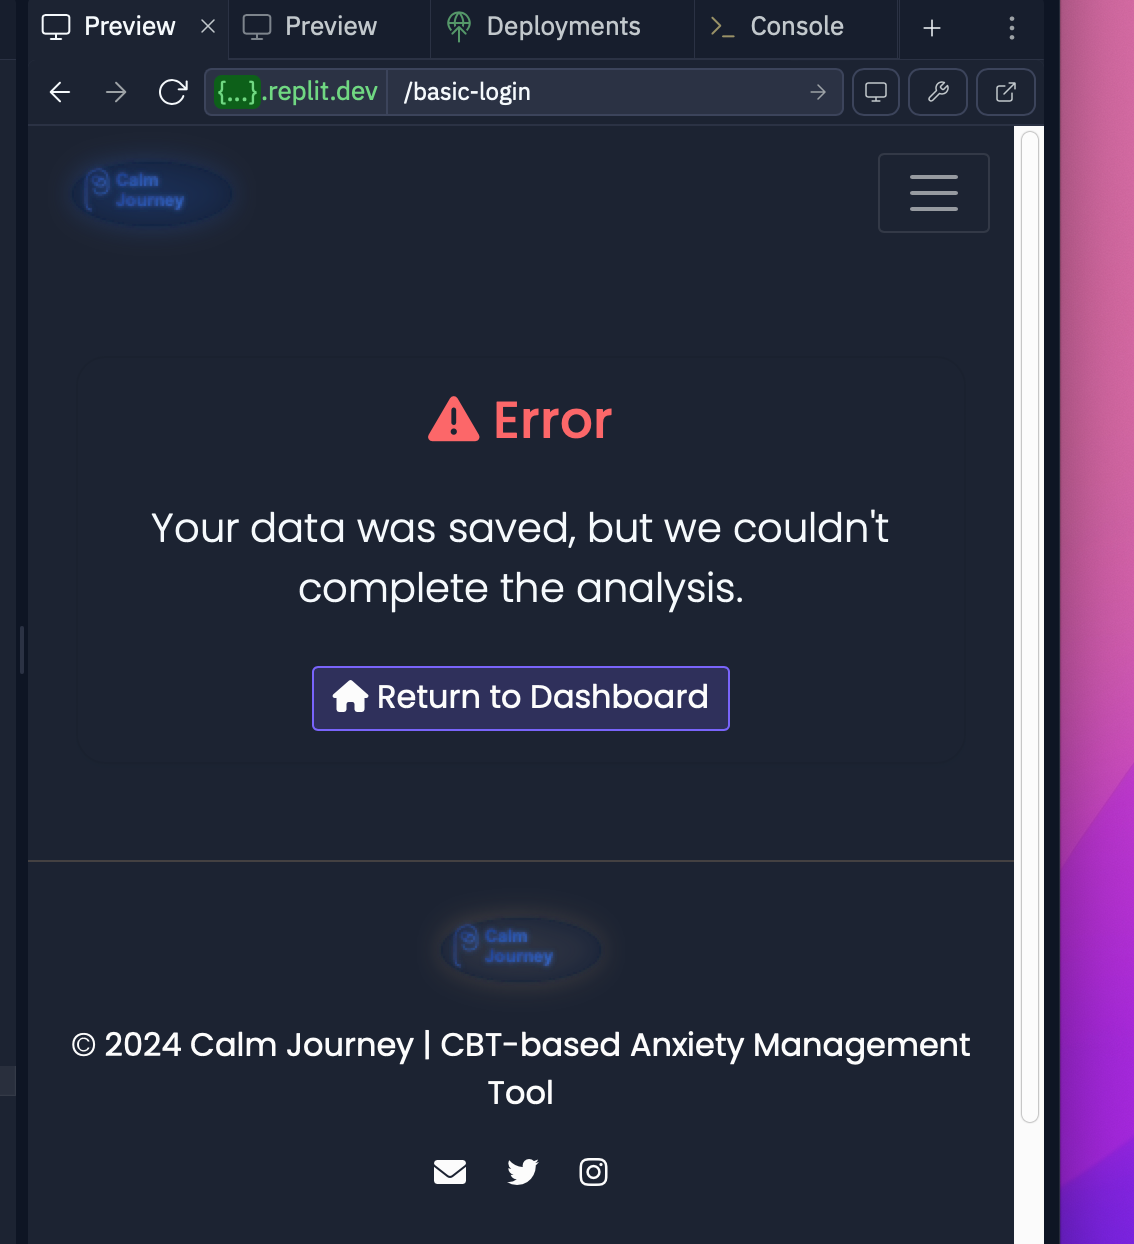 Preview
Preview
Deployments
Console
{...}.replit.dev
/basic-login
Calm
Journey
Error
Your data was saved, but we couldn't
complete the analysis.
Return to Dashboard
Calm
Journey
© 2024 Calm Journey | CBT-based Anxiety Management
Tool